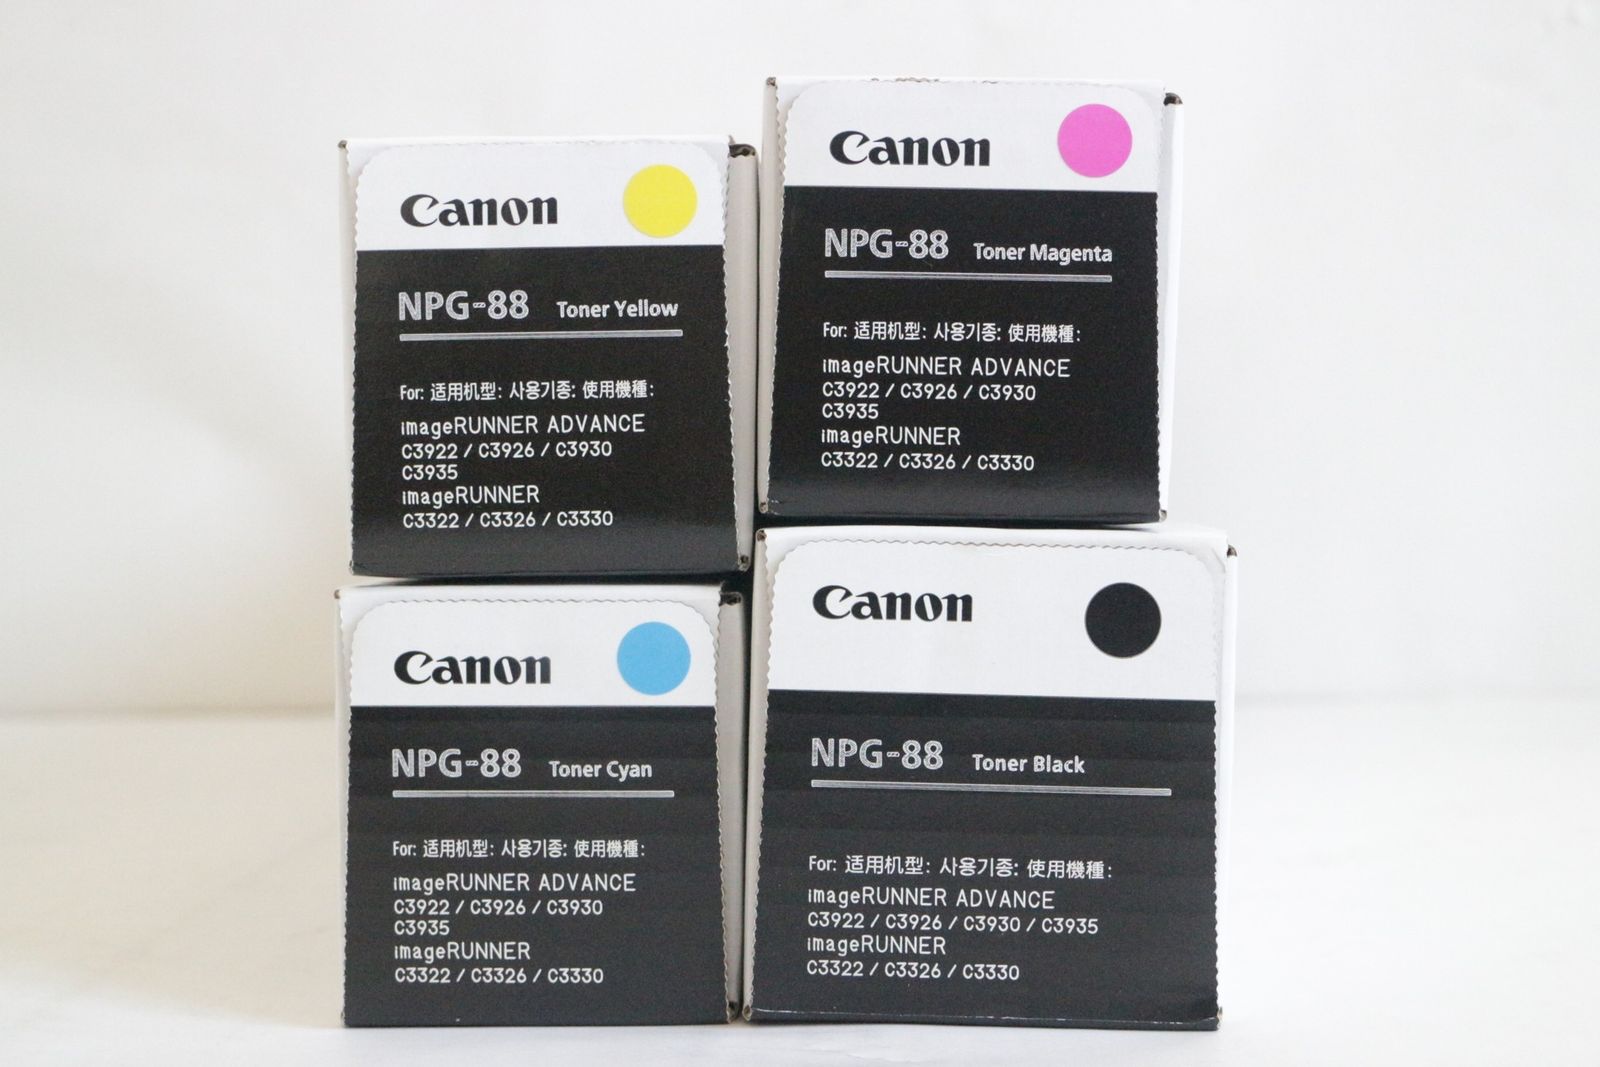 Canon
NPG-88 Toner Yellow
For: 适用机型: 사용기종: 使用機種:
imageRUNNER ADVANCE
C3922 / C3926 / C3930
C3935
imageRUNNER
C3322 / C3326 / C3330
Canon
NPG-88 Toner Magenta
For: 适用机型: 사용기종: 使用機種:
imageRUNNER ADVANCE
C3922 / C3926 / C3930
C3935
imageRUNNER
C3322 / C3326 / C3330
Canon
NPG-88 Toner Cyan
For: 适用机型: 사용기종: 使用機種:
imageRUNNER ADVANCE
C3922 / C3926 / C3930
C3935
imageRUNNER
C3322 / C3326 / C3330
Canon
NPG-88 Toner Black
For: 适用机型: 사용기종: 使用機種:
imageRUNNER ADVANCE
C3922 / C3926 / C3930 / C3935
imageRUNNER
C3322 / C3326 / C3330